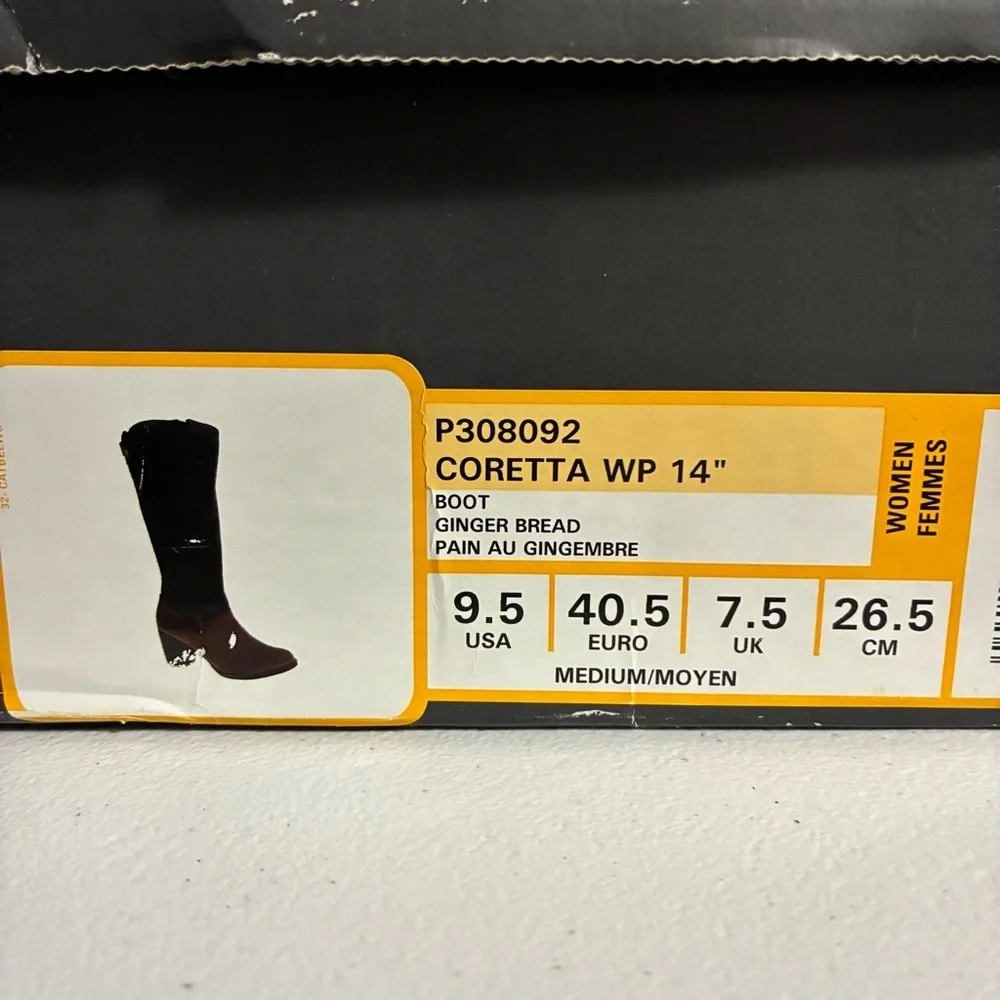 P308092
CORETTA WP 14"
BOOT
GINGER BREAD
PAIN AU GINGEMBRE
WOMEN
FEMMES
9.5 40.5 7.5 26.5
USA EURO UK CM
MEDIUM/MOYEN